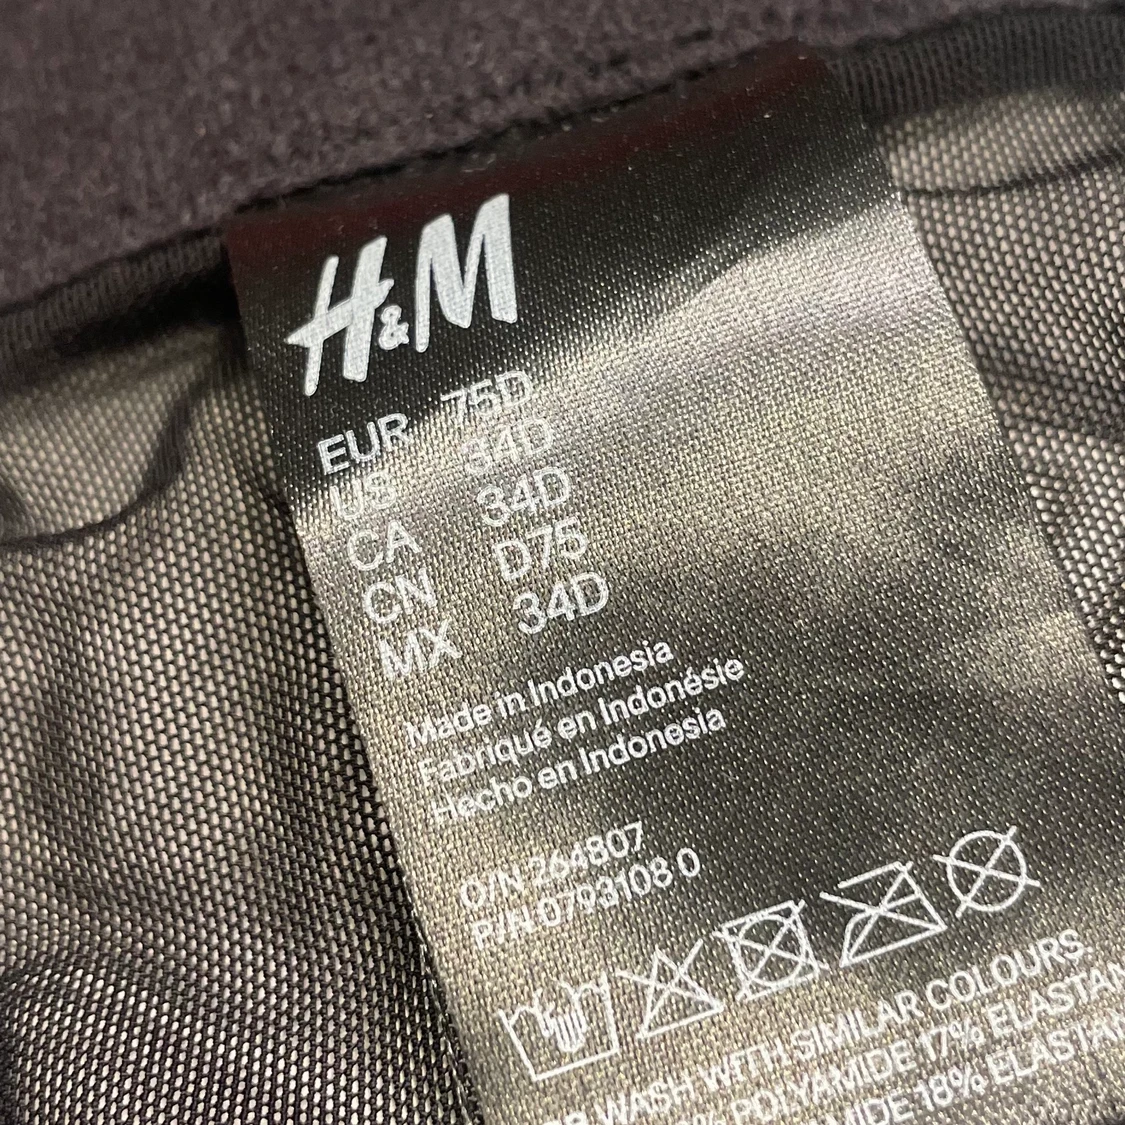 H&M
EUR 75D
US 34D
CA 34D
CN D75
MX 34D
Made in Indonesia
Fabriqué en Indonésie
Hecho en Indonesia
O/N 264807
P/N 0793108 0
WASH WITH SIMILAR COLOURS
% POLYAMIDE 17% ELASTAN
MIDE 18% ELASTAN